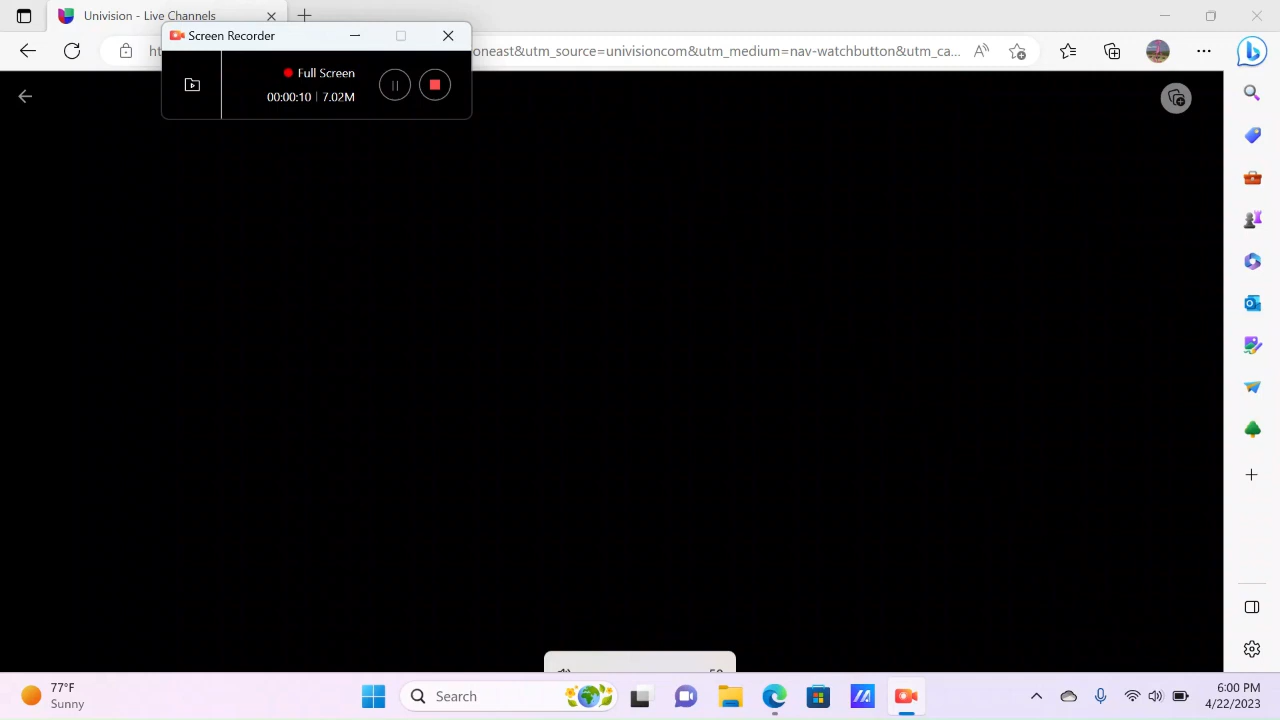 Univision - Live Channels
Screen Recorder
ht
oneast&utm_source=univisioncom&utm_medium=nav-watchbutton&utm_ca...
Full Screen
00:00:10 | 7.02M
77°F
Sunny
Search
6:00 PM
4/22/2023